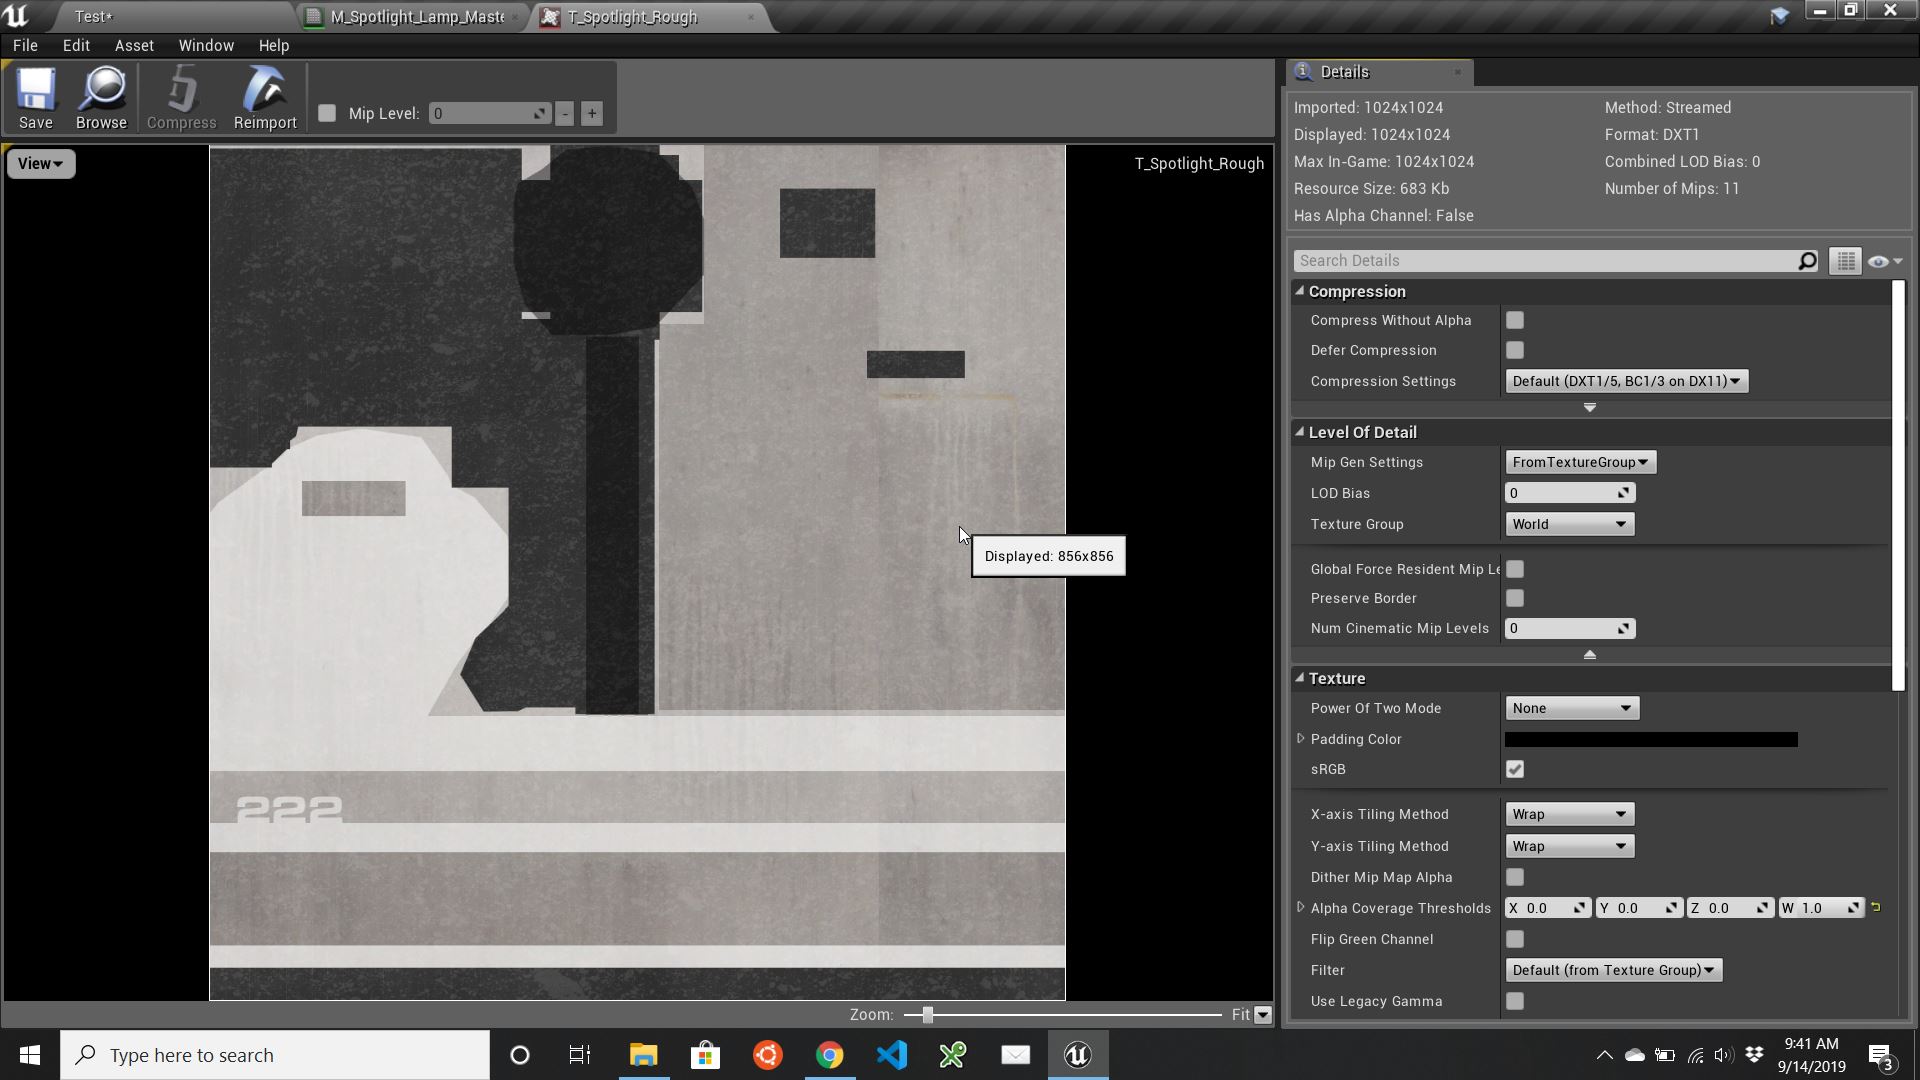 Test*
M_Spotlight_Lamp_Maste
T_Spotlight_Rough
File Edit Asset Window Help
Save
Browse
Compress
Reimport
Mip Level: 0 - +
View
T_Spotlight_Rough
222
Displayed: 856x856
Zoom:
Fit
Details
Imported: 1024x1024
Method: Streamed
Displayed: 1024x1024
Format: DXT1
Max In-Game: 1024x1024
Combined LOD Bias: 0
Resource Size: 683 Kb
Number of Mips: 11
Has Alpha Channel: False
Search Details
Compression
Compress Without Alpha
Defer Compression
Compression Settings Default (DXT1/5, BC1/3 on DX11)
Level Of Detail
Mip Gen Settings FromTextureGroup
LOD Bias 0
Texture Group World
Global Force Resident Mip Le
Preserve Border
Num Cinematic Mip Levels 0
Texture
Power Of Two Mode None
Padding Color
sRGB
X-axis Tiling Method Wrap
Y-axis Tiling Method Wrap
Dither Mip Map Alpha
Alpha Coverage Thresholds X 0.0 Y 0.0 Z 0.0 W 1.0
Flip Green Channel
Filter Default (from Texture Group)
Use Legacy Gamma
Type here to search
9:41 AM
9/14/2019
3